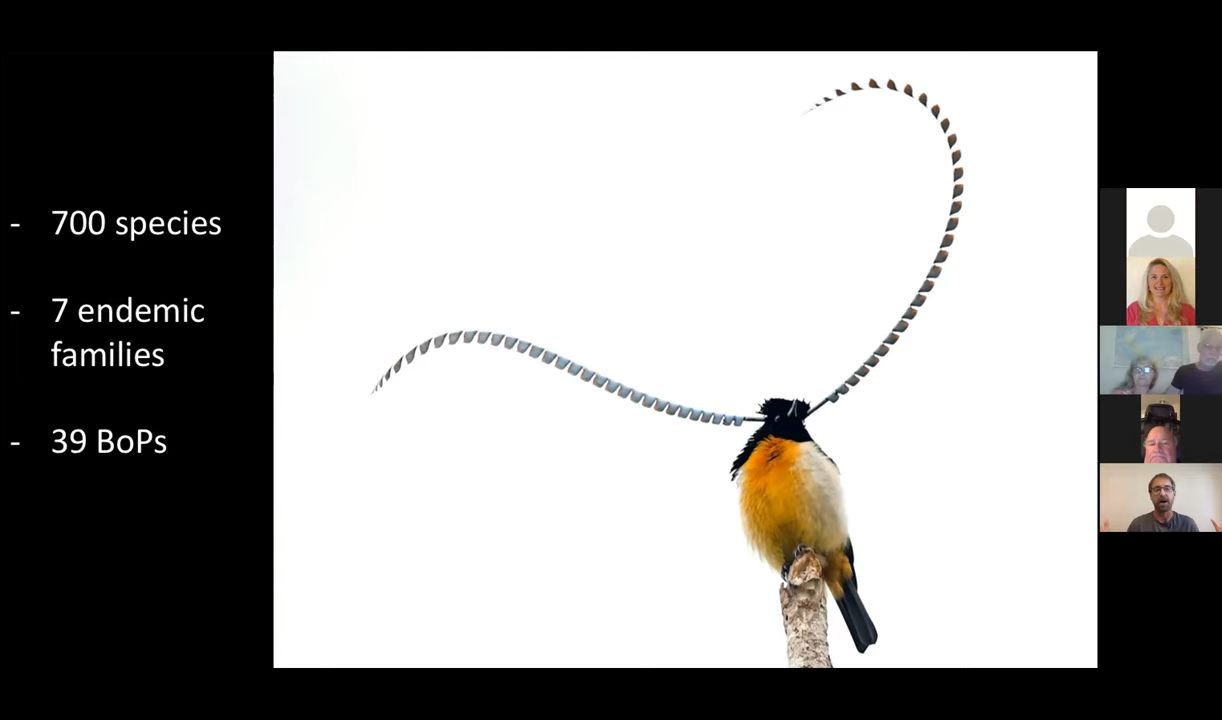 - 700 species
- 7 endemic
families
- 39 BoPs